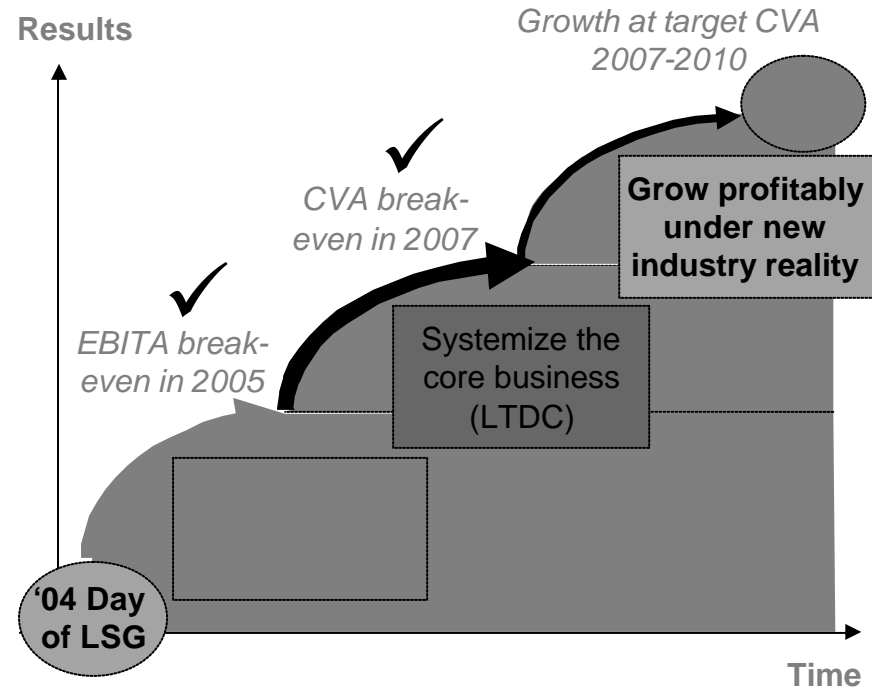 Results
Growth at target CVA
2007-2010
CVA break-
even in 2007
Grow profitably
under new
industry reality
EBITA break-
even in 2005
Systemize the
core business
(LTDC)
‘04 Day
of LSG
Time